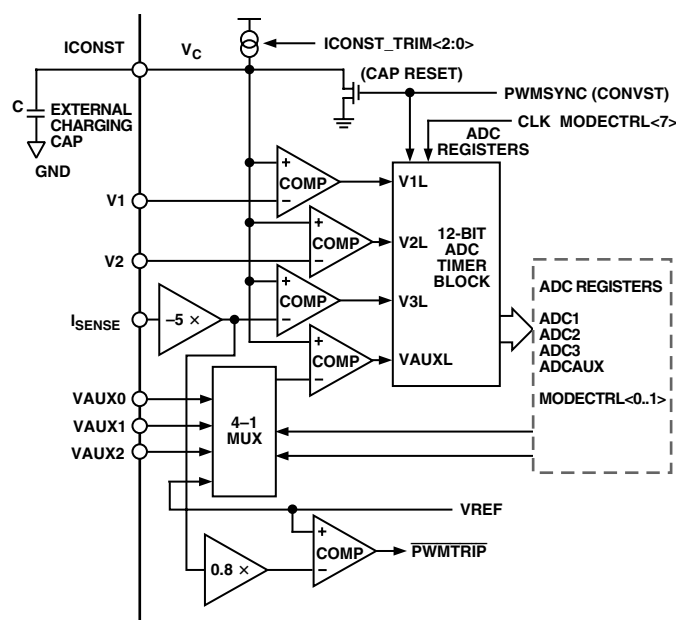 ICONST
V_C
ICONST_TRIM<2:0>
(CAP RESET)
PWMSYNC (CONVST)
C
EXTERNAL
CHARGING
CAP
GND
CLK MODECTRL<7>
ADC
REGISTERS
V1
V2
I_SENSE
–5 ×
+
COMP
–
+
COMP
–
+
COMP
–
+
COMP
–
V1L
V2L
V3L
VAUXL
12-BIT
ADC
TIMER
BLOCK
ADC REGISTERS
ADC1
ADC2
ADC3
ADCAUX
MODECTRL<0..1>
VAUX0
VAUX1
VAUX2
4–1
MUX
VREF
0.8 ×
+
COMP
–
PWMTRIP